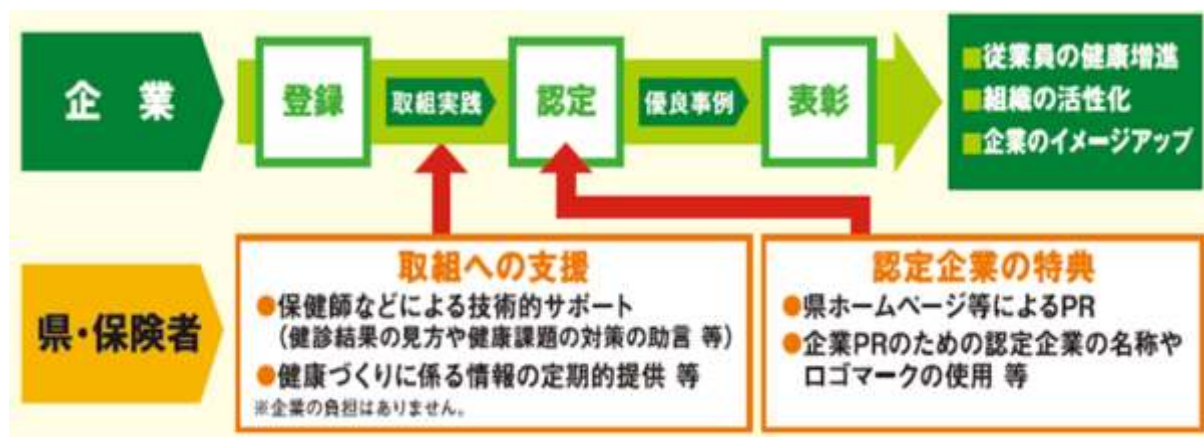 企業
登録
取組実践
認定
優良事例
表彰
■従業員の健康増進
■組織の活性化
■企業のイメージアップ
県・保険者
取組への支援
●保健師などによる技術的サポート
（健診結果の見方や健康課題の対策の助言 等）
●健康づくりに係る情報の定期的提供 等
※企業の負担はありません。
認定企業の特典
●県ホームページ等によるPR
●企業PRのための認定企業の名称や
ロゴマークの使用 等